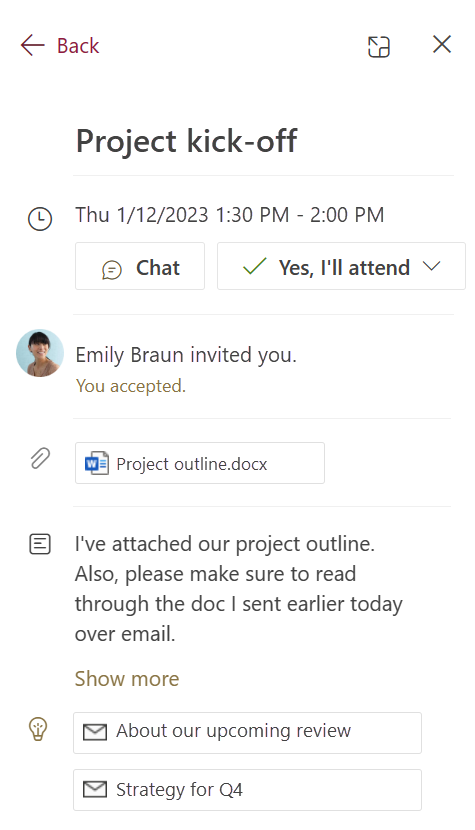 Back
Project kick-off
Thu 1/12/2023 1:30 PM - 2:00 PM
Chat
Yes, I'll attend
Emily Braun invited you.
You accepted.
Project outline.docx
I've attached our project outline.
Also, please make sure to read
through the doc I sent earlier today
over email.
Show more
About our upcoming review
Strategy for Q4